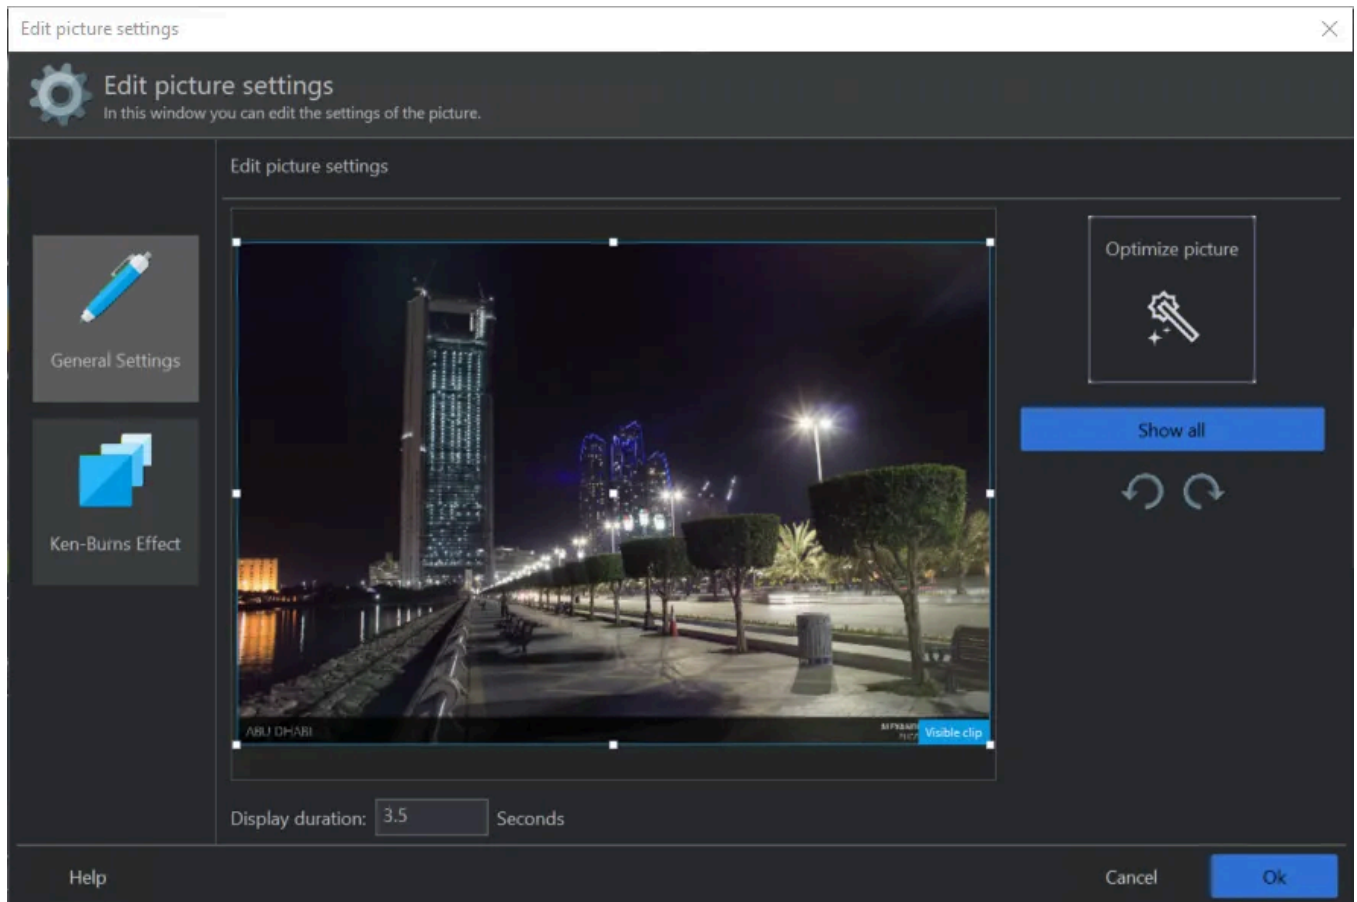 Edit picture settings
Edit picture settings
In this window you can edit the settings of the picture.
Edit picture settings
General Settings
Ken-Burns Effect
Optimize picture
Show all
ABU DHABI
Visible clip
Display duration: 3.5 Seconds
Help
Cancel
Ok